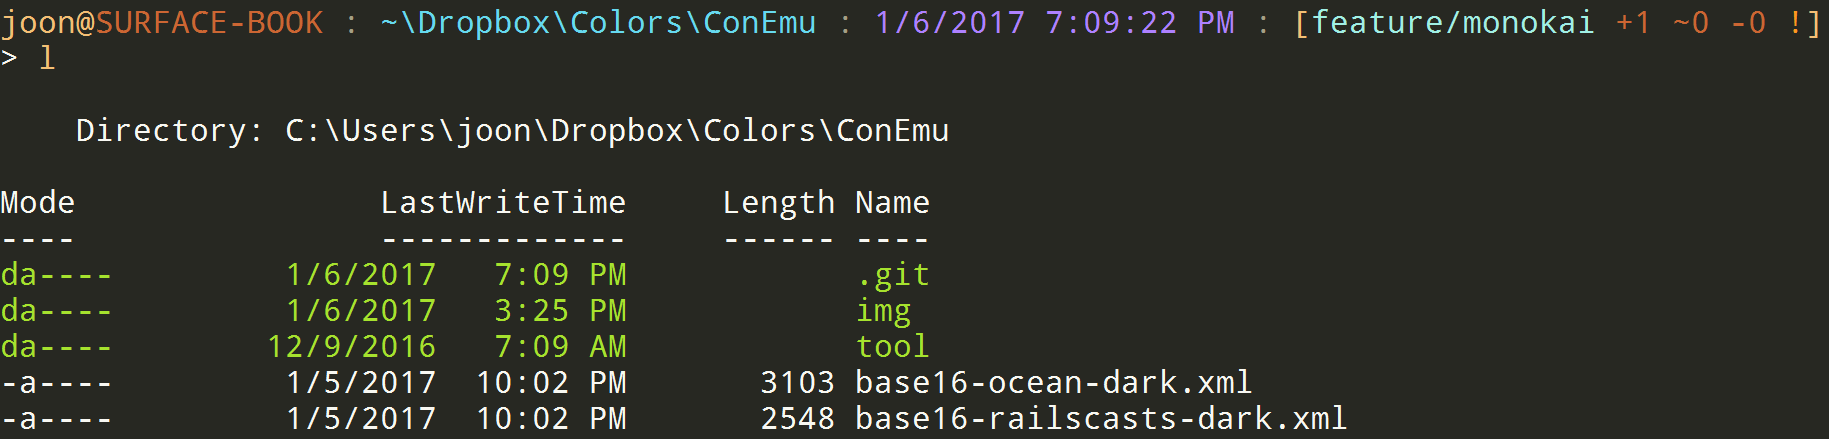 joon@SURFACE-BOOK : ~\Dropbox\Colors\ConEmu : 1/6/2017 7:09:22 PM : [feature/monokai +1 ~0 -0 !]
> l
Directory: C:\Users\joon\Dropbox\Colors\ConEmu
Mode                LastWriteTime     Length Name
----                -------------     ------ ----
da----         1/6/2017   7:09 PM            .git
da----         1/6/2017   3:25 PM            img
da----        12/9/2016   7:09 AM            tool
-a----         1/5/2017  10:02 PM       3103 base16-ocean-dark.xml
-a----         1/5/2017  10:02 PM       2548 base16-railscasts-dark.xml